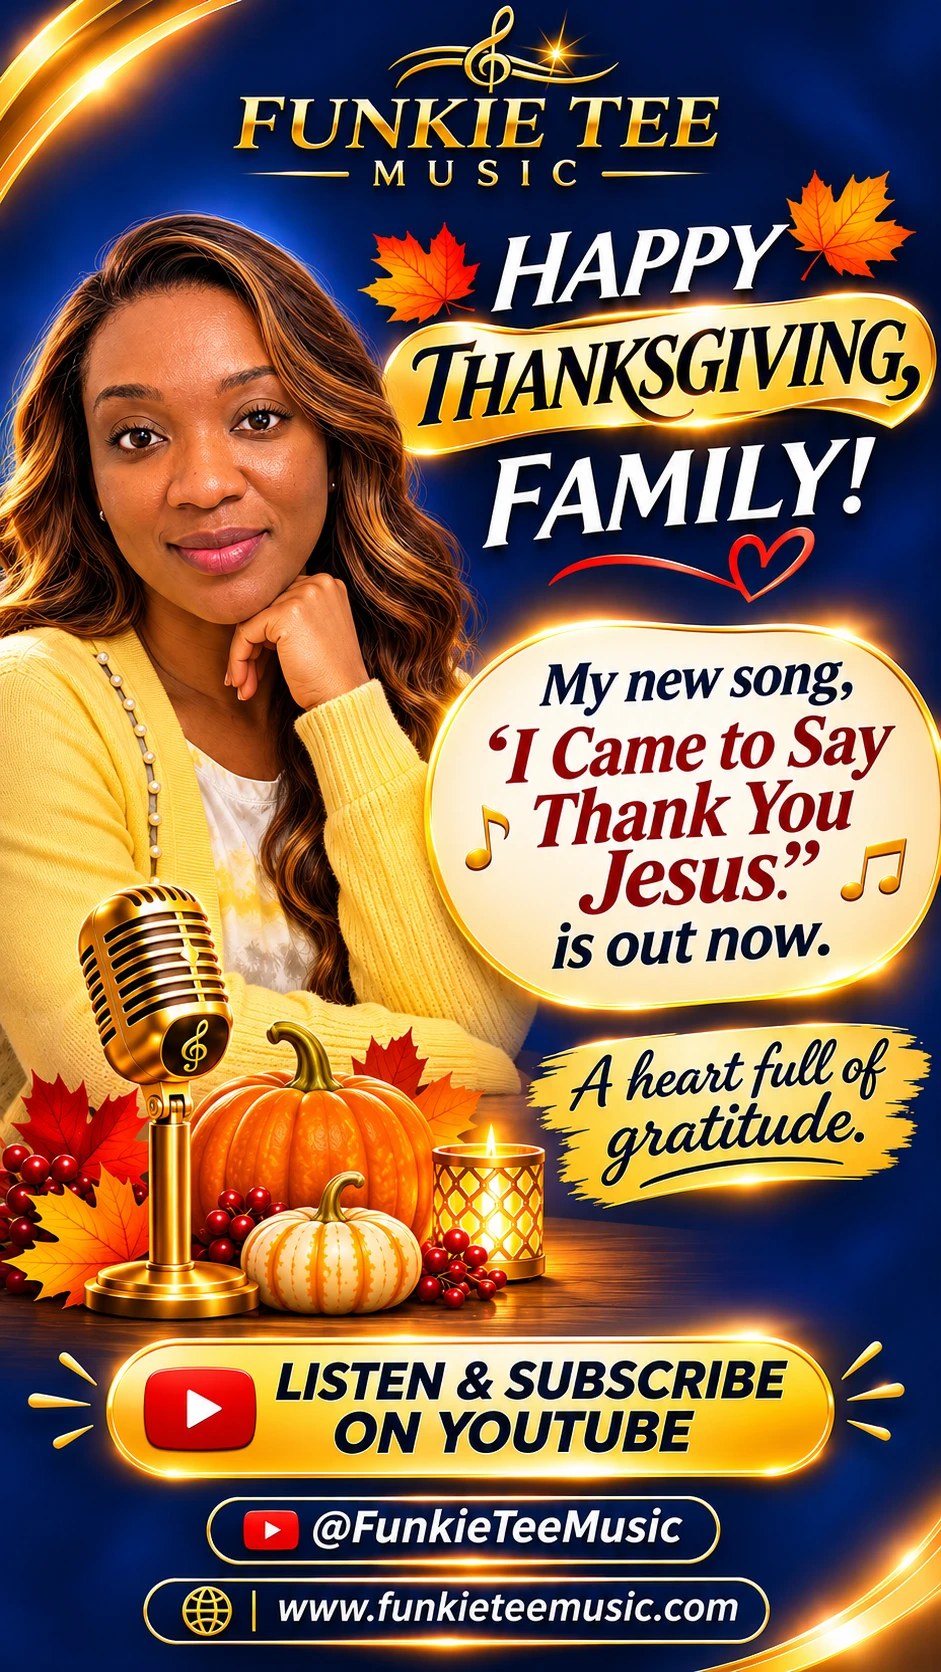 FUNKIE TEE
MUSIC
HAPPY
THANKSGIVING,
FAMILY!
My new song,
‘I Came to Say
Thank You
Jesus.”
is out now.
A heart full of
gratitude.
LISTEN & SUBSCRIBE
ON YOUTUBE
@FunkieTeeMusic
www.funkieteemusic.com